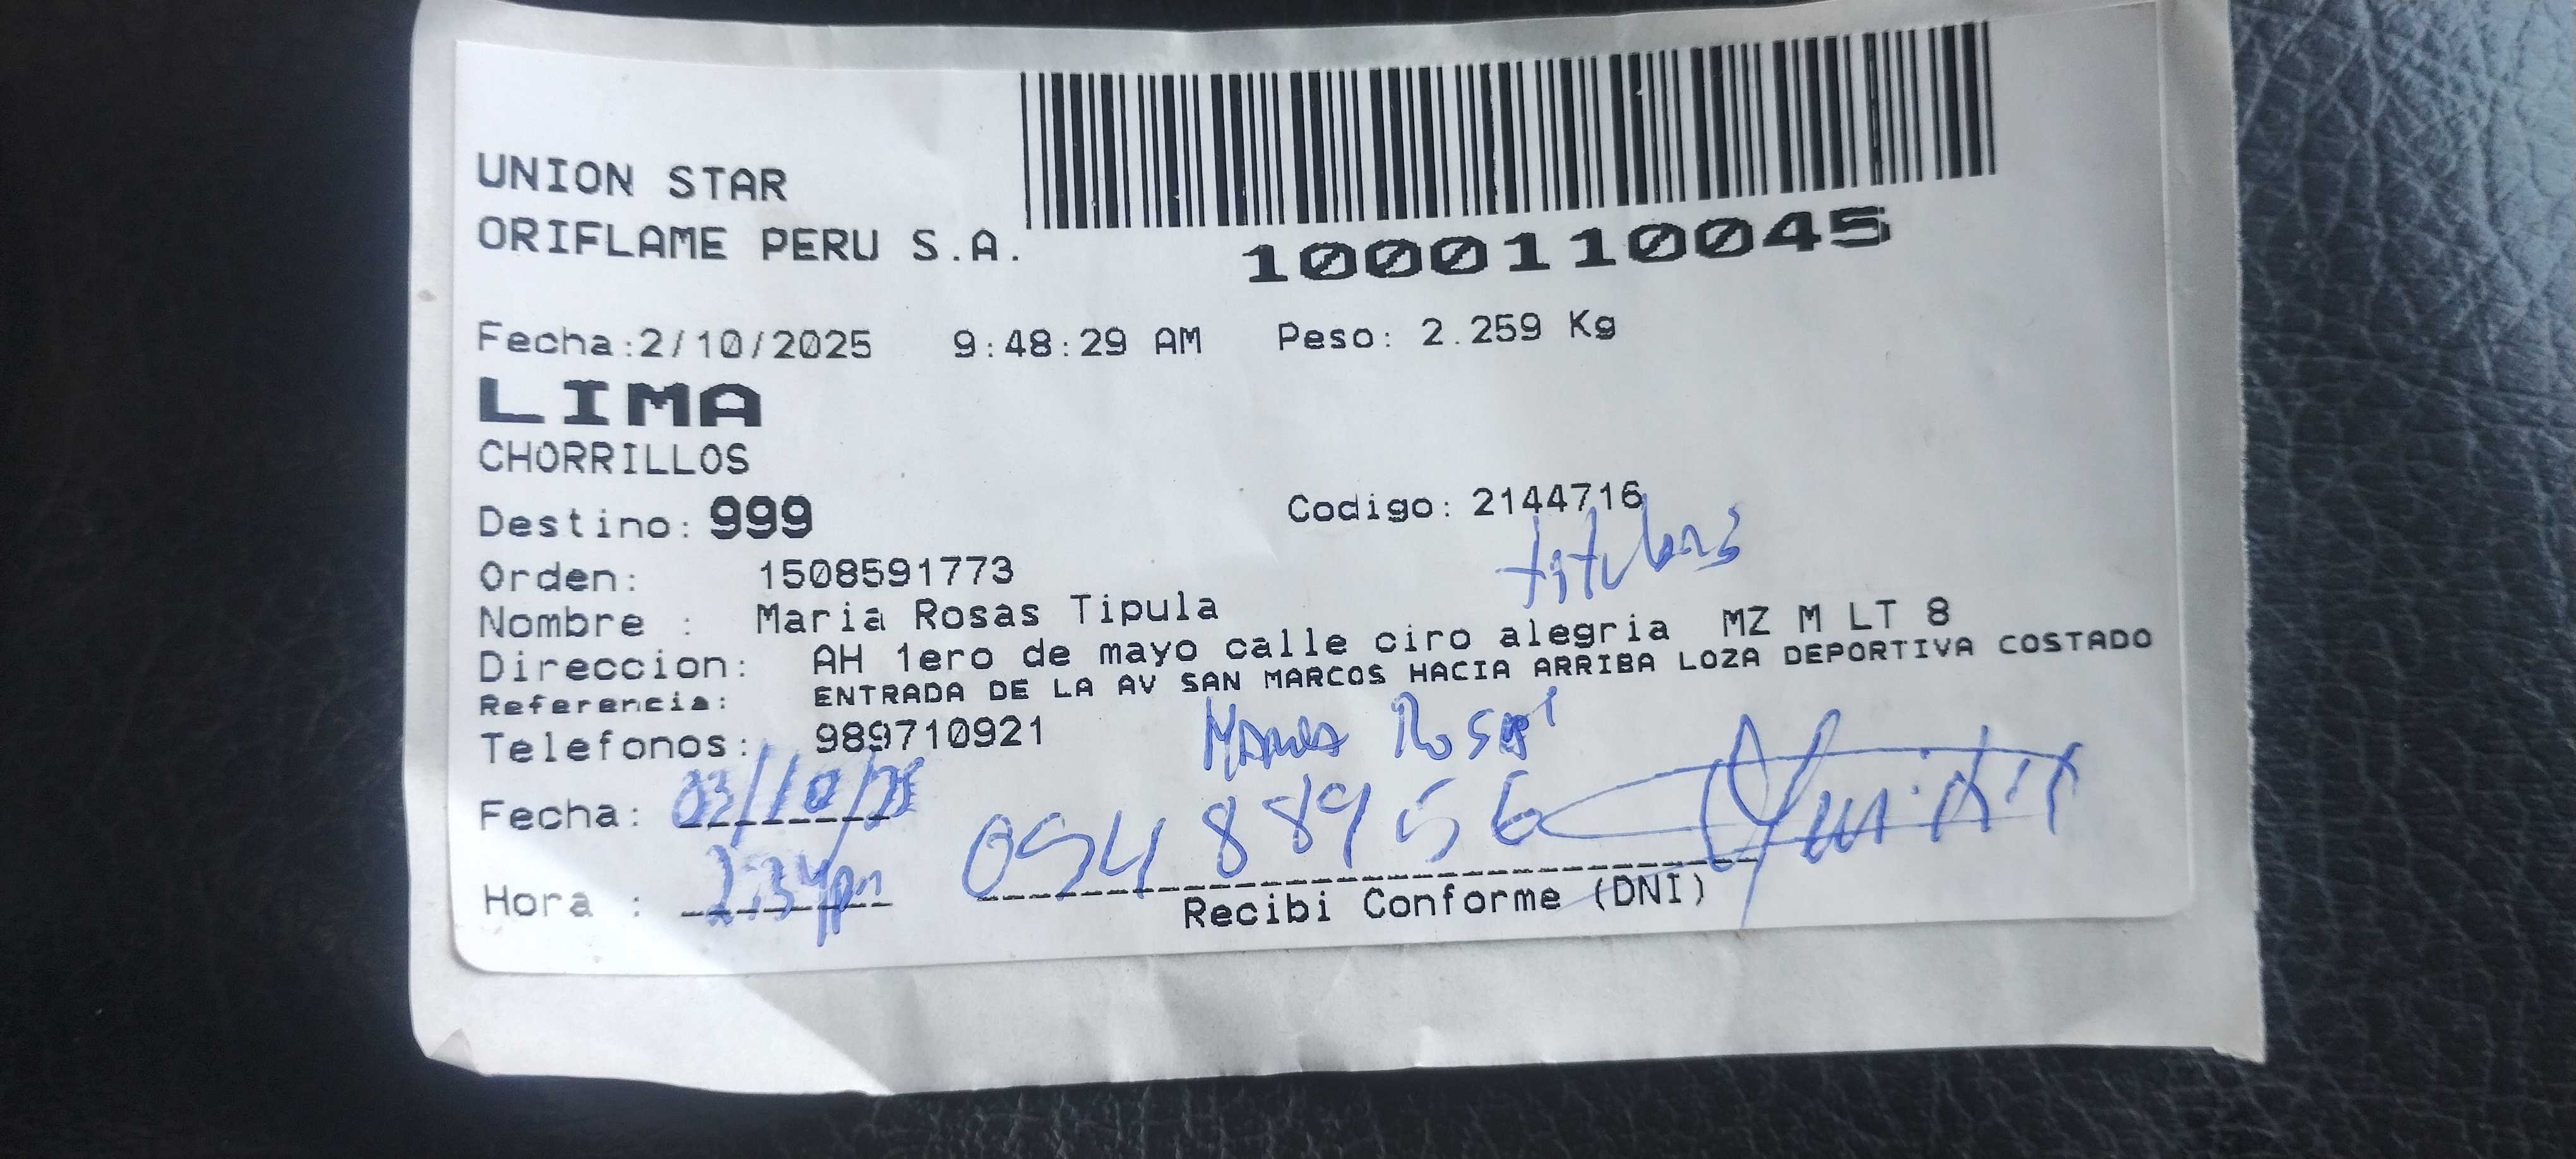 UNION STAR
ORIFLAME PERU S.A.
1000110045
Fecha:2/10/2025 9:48:29 AM Peso: 2.259 Kg
LIMA
CHORRILLOS
Destino: 999 Codigo: 2144716
titular
Orden: 1508591773
Nombre : Maria Rosas Tipula
Direccion: AH 1ero de mayo calle ciro alegria MZ M LT 8
Referencia: ENTRADA DE LA AV SAN MARCOS HACIA ARRIBA LOZA DEPORTIVA COSTADO
Telefonos: 989710921
Fecha: 03/10/25
Hora : 2:34pm
Recibi Conforme (DNI)